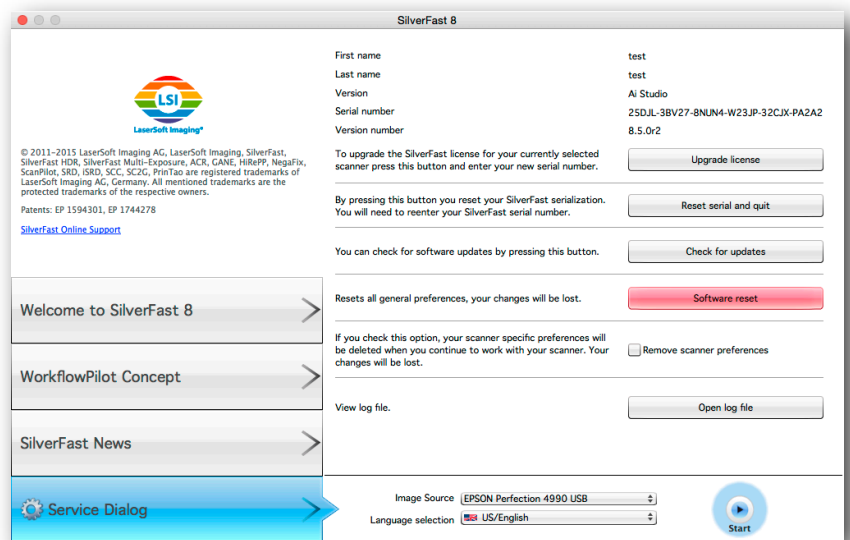 SilverFast 8
LSI
LaserSoft Imaging®
© 2011-2015 LaserSoft Imaging AG, LaserSoft Imaging, SilverFast,
SilverFast HDR, SilverFast Multi-Exposure, ACR, GANE, HiRePP, NegaFix,
ScanPilot, SRD, iSRD, SCC, SC2G, PrinTao are registered trademarks of
LaserSoft Imaging AG, Germany. All mentioned trademarks are the
protected trademarks of the respective owners.
Patents: EP 1594301, EP 1744278
SilverFast Online Support
Welcome to SilverFast 8
WorkflowPilot Concept
SilverFast News
Service Dialog
First name test
Last name test
Version Ai Studio
Serial number 25DJL-3BV27-8NUN4-W23JP-32CJX-PA2A2
Version number 8.5.0r2
To upgrade the SilverFast license for your currently selected
scanner press this button and enter your new serial number.
Upgrade license
By pressing this button you reset your SilverFast serialization.
You will need to reenter your SilverFast serial number.
Reset serial and quit
You can check for software updates by pressing this button.
Check for updates
Resets all general preferences, your changes will be lost.
Software reset
If you check this option, your scanner specific preferences will
be deleted when you continue to work with your scanner. Your
changes will be lost.
Remove scanner preferences
View log file.
Open log file
Image Source EPSON Perfection 4990 USB
Language selection US/English
Start